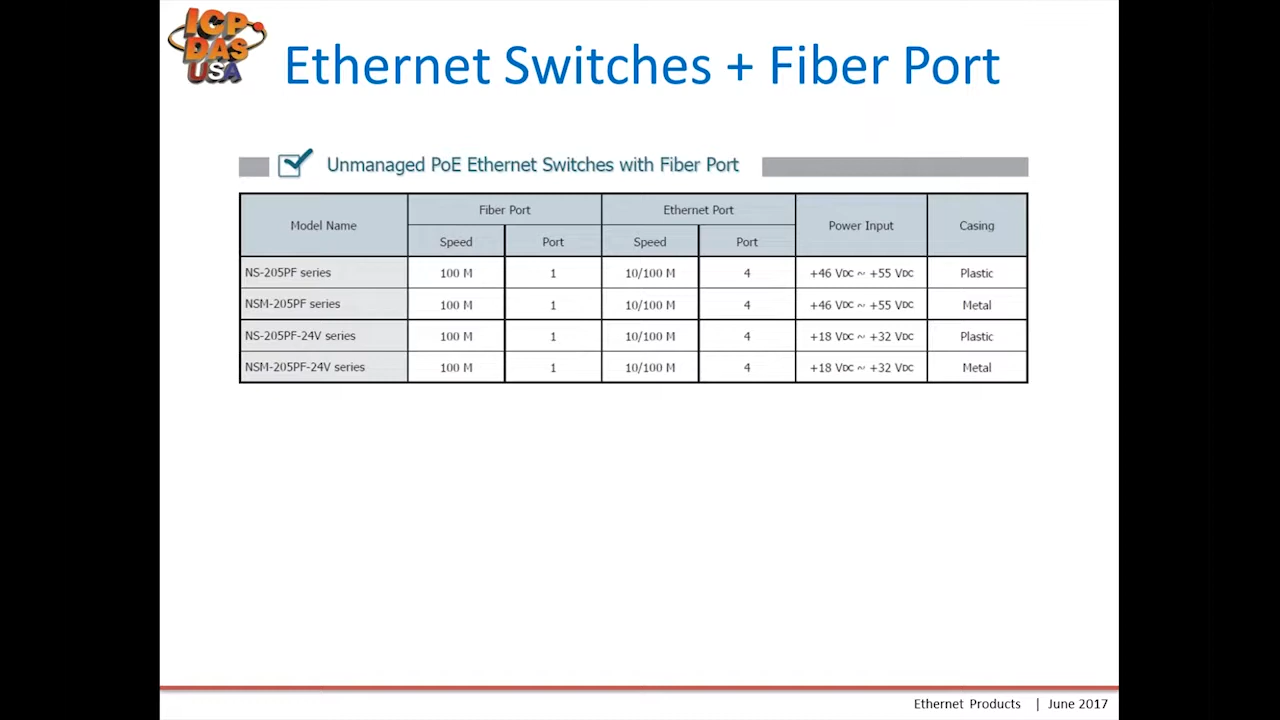 ICP
DAS
USA
Ethernet Switches + Fiber Port
Unmanaged PoE Ethernet Switches with Fiber Port
Model Name Fiber Port Ethernet Port Power Input Casing
Speed Port Speed Port
NS-205PF series 100 M 1 10/100 M 4 +46 VDC ~ +55 VDC Plastic
NSM-205PF series 100 M 1 10/100 M 4 +46 VDC ~ +55 VDC Metal
NS-205PF-24V series 100 M 1 10/100 M 4 +18 VDC ~ +32 VDC Plastic
NSM-205PF-24V series 100 M 1 10/100 M 4 +18 VDC ~ +32 VDC Metal
Ethernet Products | June 2017